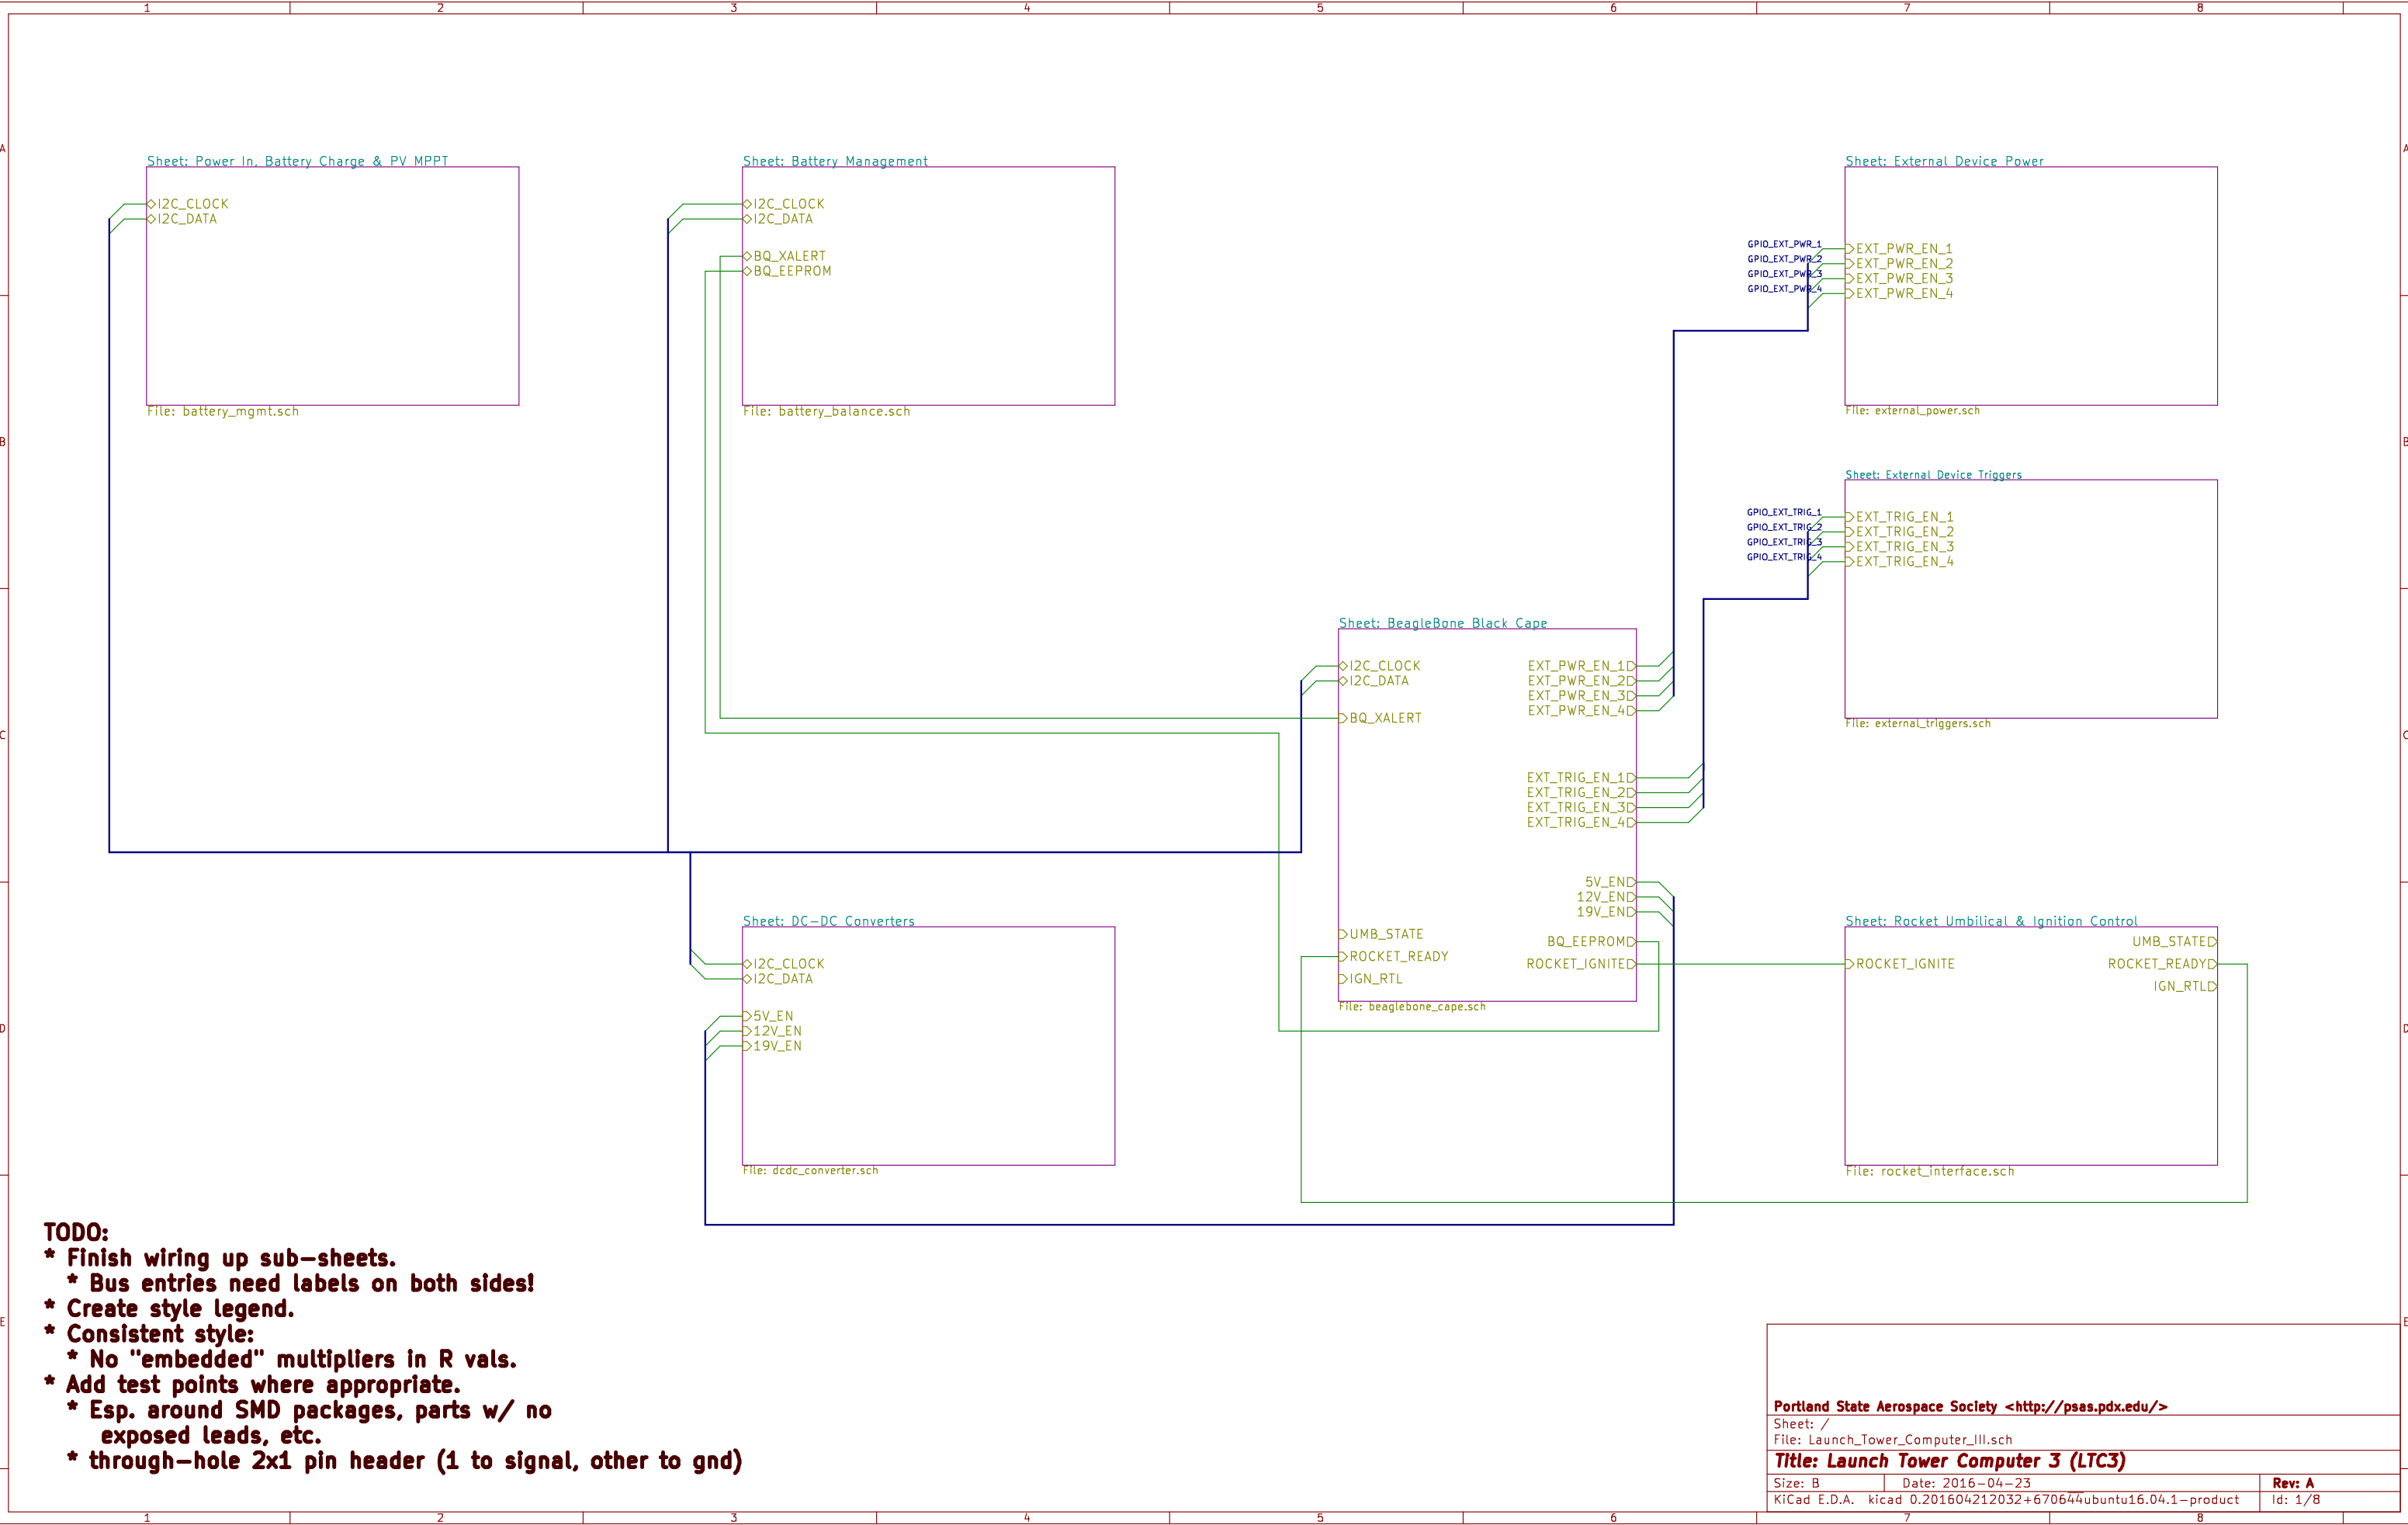 1 2 3 4 5 6 7 8
A
A
Sheet: Power In, Battery Charge & PV MPPT
I2C_CLOCK
I2C_DATA
File: battery_mgmt.sch
Sheet: Battery Management
I2C_CLOCK
I2C_DATA
BQ_XALERT
BQ_EEPROM
File: battery_balance.sch
Sheet: External Device Power
GPIO_EXT_PWR_1
GPIO_EXT_PWR_2
GPIO_EXT_PWR_3
GPIO_EXT_PWR_4
EXT_PWR_EN_1
EXT_PWR_EN_2
EXT_PWR_EN_3
EXT_PWR_EN_4
File: external_power.sch
B
B
Sheet: External Device Triggers
GPIO_EXT_TRIG_1
GPIO_EXT_TRIG_2
GPIO_EXT_TRIG_3
GPIO_EXT_TRIG_4
EXT_TRIG_EN_1
EXT_TRIG_EN_2
EXT_TRIG_EN_3
EXT_TRIG_EN_4
File: external_triggers.sch
C
C
Sheet: BeagleBone Black Cape
I2C_CLOCK
I2C_DATA
BQ_XALERT
UMB_STATE
ROCKET_READY
IGN_RTL
EXT_PWR_EN_1
EXT_PWR_EN_2
EXT_PWR_EN_3
EXT_PWR_EN_4
EXT_TRIG_EN_1
EXT_TRIG_EN_2
EXT_TRIG_EN_3
EXT_TRIG_EN_4
5V_EN
12V_EN
19V_EN
BQ_EEPROM
ROCKET_IGNITE
File: beaglebone_cape.sch
Sheet: DC-DC Converters
I2C_CLOCK
I2C_DATA
5V_EN
12V_EN
19V_EN
File: dcdc_converter.sch
Sheet: Rocket Umbilical & Ignition Control
ROCKET_IGNITE
UMB_STATE
ROCKET_READY
IGN_RTL
File: rocket_interface.sch
D
D
TODO:
* Finish wiring up sub-sheets.
* Bus entries need labels on both sides!
* Create style legend.
* Consistent style:
* No "embedded" multipliers in R vals.
* Add test points where appropriate.
* Esp. around SMD packages, parts w/ no
exposed leads, etc.
* through-hole 2x1 pin header (1 to signal, other to gnd)
E
E
Portland State Aerospace Society <http://psas.pdx.edu/>
Sheet: /
File: Launch_Tower_Computer_III.sch
Title: Launch Tower Computer 3 (LTC3)
Size: B Date: 2016-04-23 Rev: A
KiCad E.D.A. kicad 0.201604212032+670644ubuntu16.04.1-product Id: 1/8
1 2 3 4 5 6 7 8